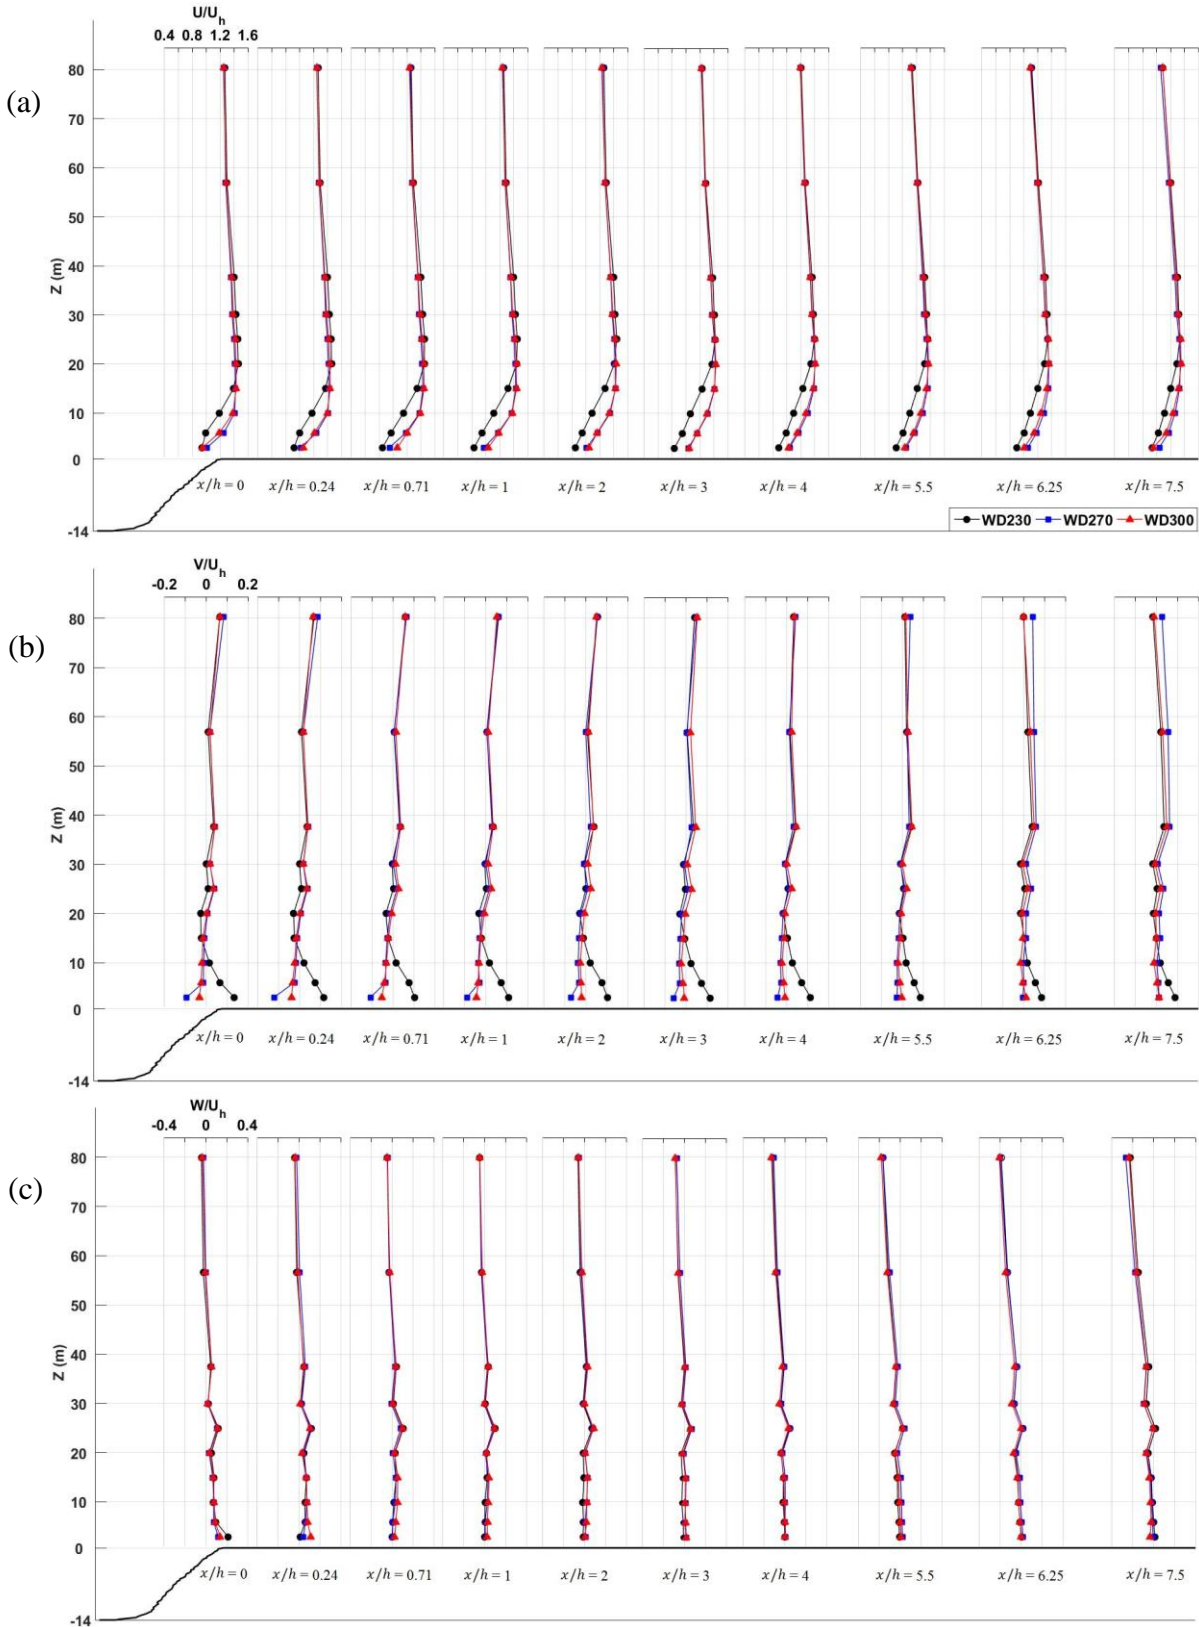 U/U_h
0.4 0.8 1.2 1.6
(a)
80
70
60
50
40
30
20
10
0
-14
Z (m)
x/h = 0 x/h = 0.24 x/h = 0.71 x/h = 1 x/h = 2 x/h = 3 x/h = 4 x/h = 5.5 x/h = 6.25 x/h = 7.5
WD230 WD270 WD300
V/U_h
-0.2 0 0.2
(b)
80
70
60
50
40
30
20
10
0
-14
Z (m)
x/h = 0 x/h = 0.24 x/h = 0.71 x/h = 1 x/h = 2 x/h = 3 x/h = 4 x/h = 5.5 x/h = 6.25 x/h = 7.5
W/U_h
-0.4 0 0.4
(c)
80
70
60
50
40
30
20
10
0
-14
Z (m)
x/h = 0 x/h = 0.24 x/h = 0.71 x/h = 1 x/h = 2 x/h = 3 x/h = 4 x/h = 5.5 x/h = 6.25 x/h = 7.5